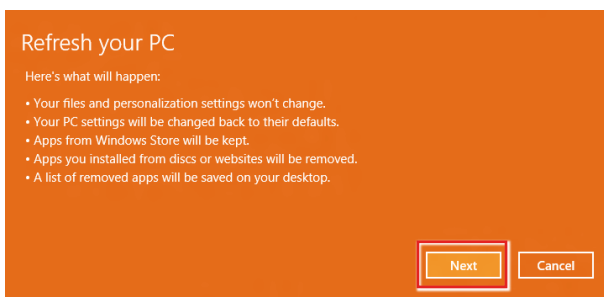 Refresh your PC
Here's what will happen:
• Your files and personalization settings won't change.
• Your PC settings will be changed back to their defaults.
• Apps from Windows Store will be kept.
• Apps you installed from discs or websites will be removed.
• A list of removed apps will be saved on your desktop.
Next Cancel